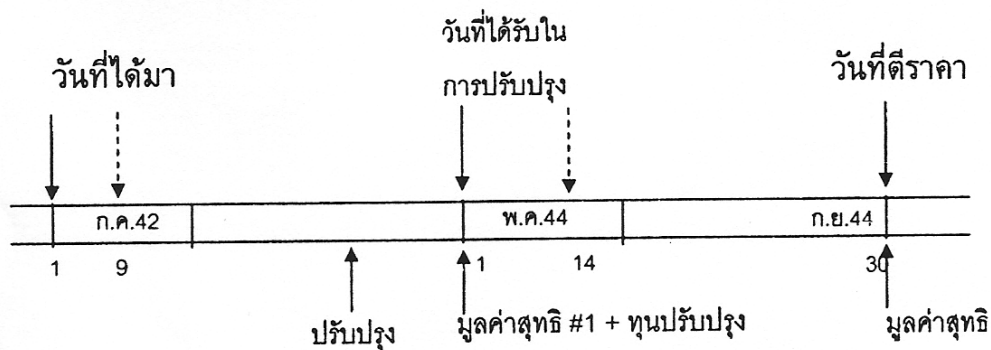 วันที่ได้มา
วันที่ได้รับใน
การปรับปรุง
วันที่ตีราคา
ก.ค.42
พ.ค.44
ก.ย.44
1
9
1
14
30
ปรับปรุง
มูลค่าสุทธิ #1 + ทุนปรับปรุง
มูลค่าสุทธิ